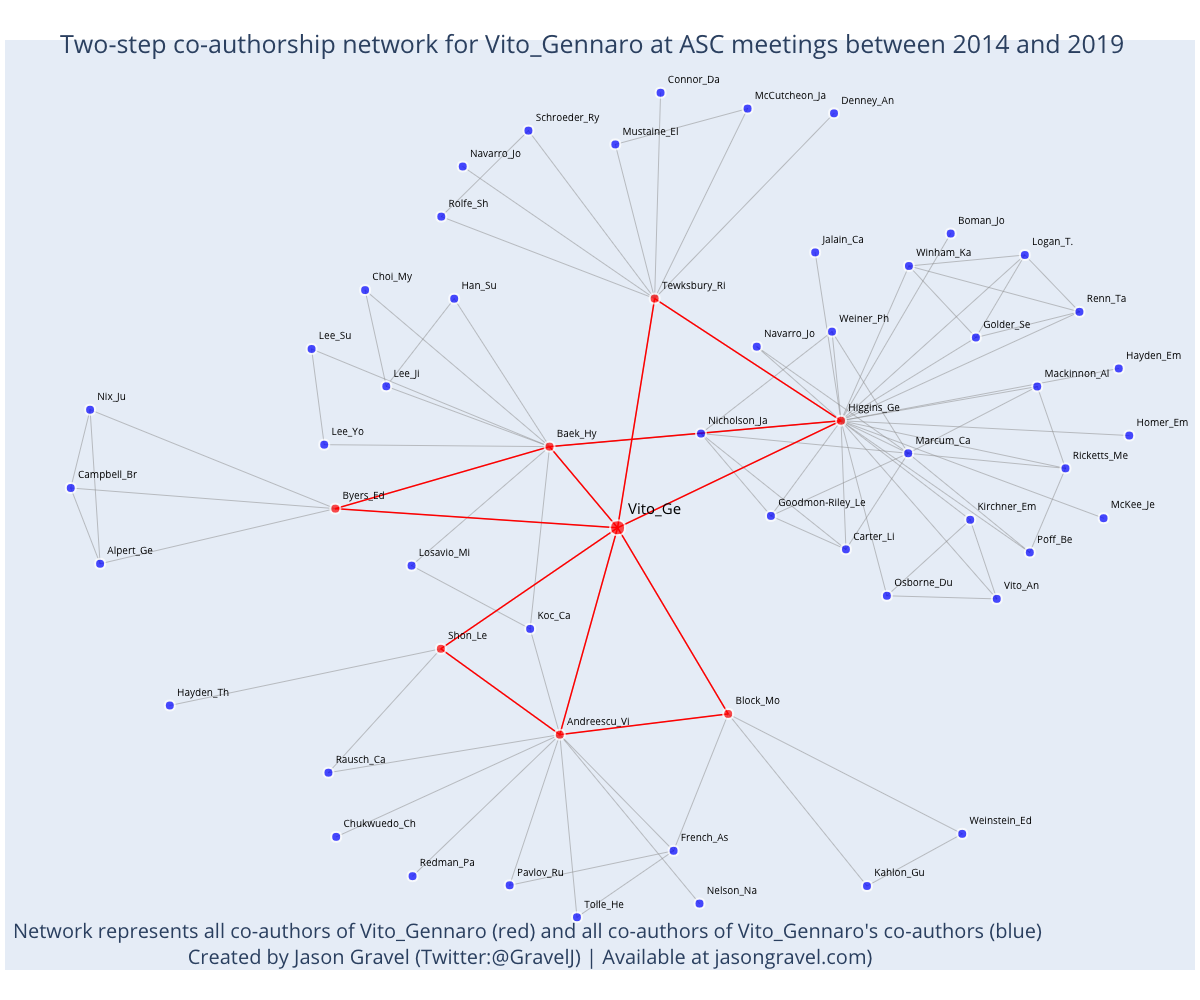 Two-step co-authorship network for Vito_Gennaro at ASC meetings between 2014 and 2019
Connor_Da
McCutcheon_Ja
Denney_An
Schroeder_Ry
Mustaine_El
Navarro_Jo
Rolfe_Sh
Boman_Jo
Jalain_Ca
Winham_Ka
Logan_T.
Choi_My
Han_Su
Tewksbury_Ri
Renn_Ta
Weiner_Ph
Golder_Se
Lee_Su
Navarro_Jo
Hayden_Em
Lee_Ji
Mackinnon_Al
Nix_Ju
Higgins_Ge
Nicholson_Ja
Homer_Em
Lee_Yo
Baek_Hy
Marcum_Ca
Ricketts_Me
Campbell_Br
Byers_Ed
Goodmon-Riley_Le
McKee_Je
Vito_Ge
Kirchner_Em
Carter_Li
Poff_Be
Alpert_Ge
Losavio_Mi
Osborne_Du
Vito_An
Koc_Ca
Shon_Le
Hayden_Th
Block_Mo
Andreescu_Vi
Rausch_Ca
Chukwuedo_Ch
Weinstein_Ed
French_As
Redman_Pa
Pavlov_Ru
Kahlon_Gu
Nelson_Na
Tolle_He
Network represents all co-authors of Vito_Gennaro (red) and all co-authors of Vito_Gennaro's co-authors (blue)
Created by Jason Gravel (Twitter:@GravelJ) | Available at jasongravel.com)